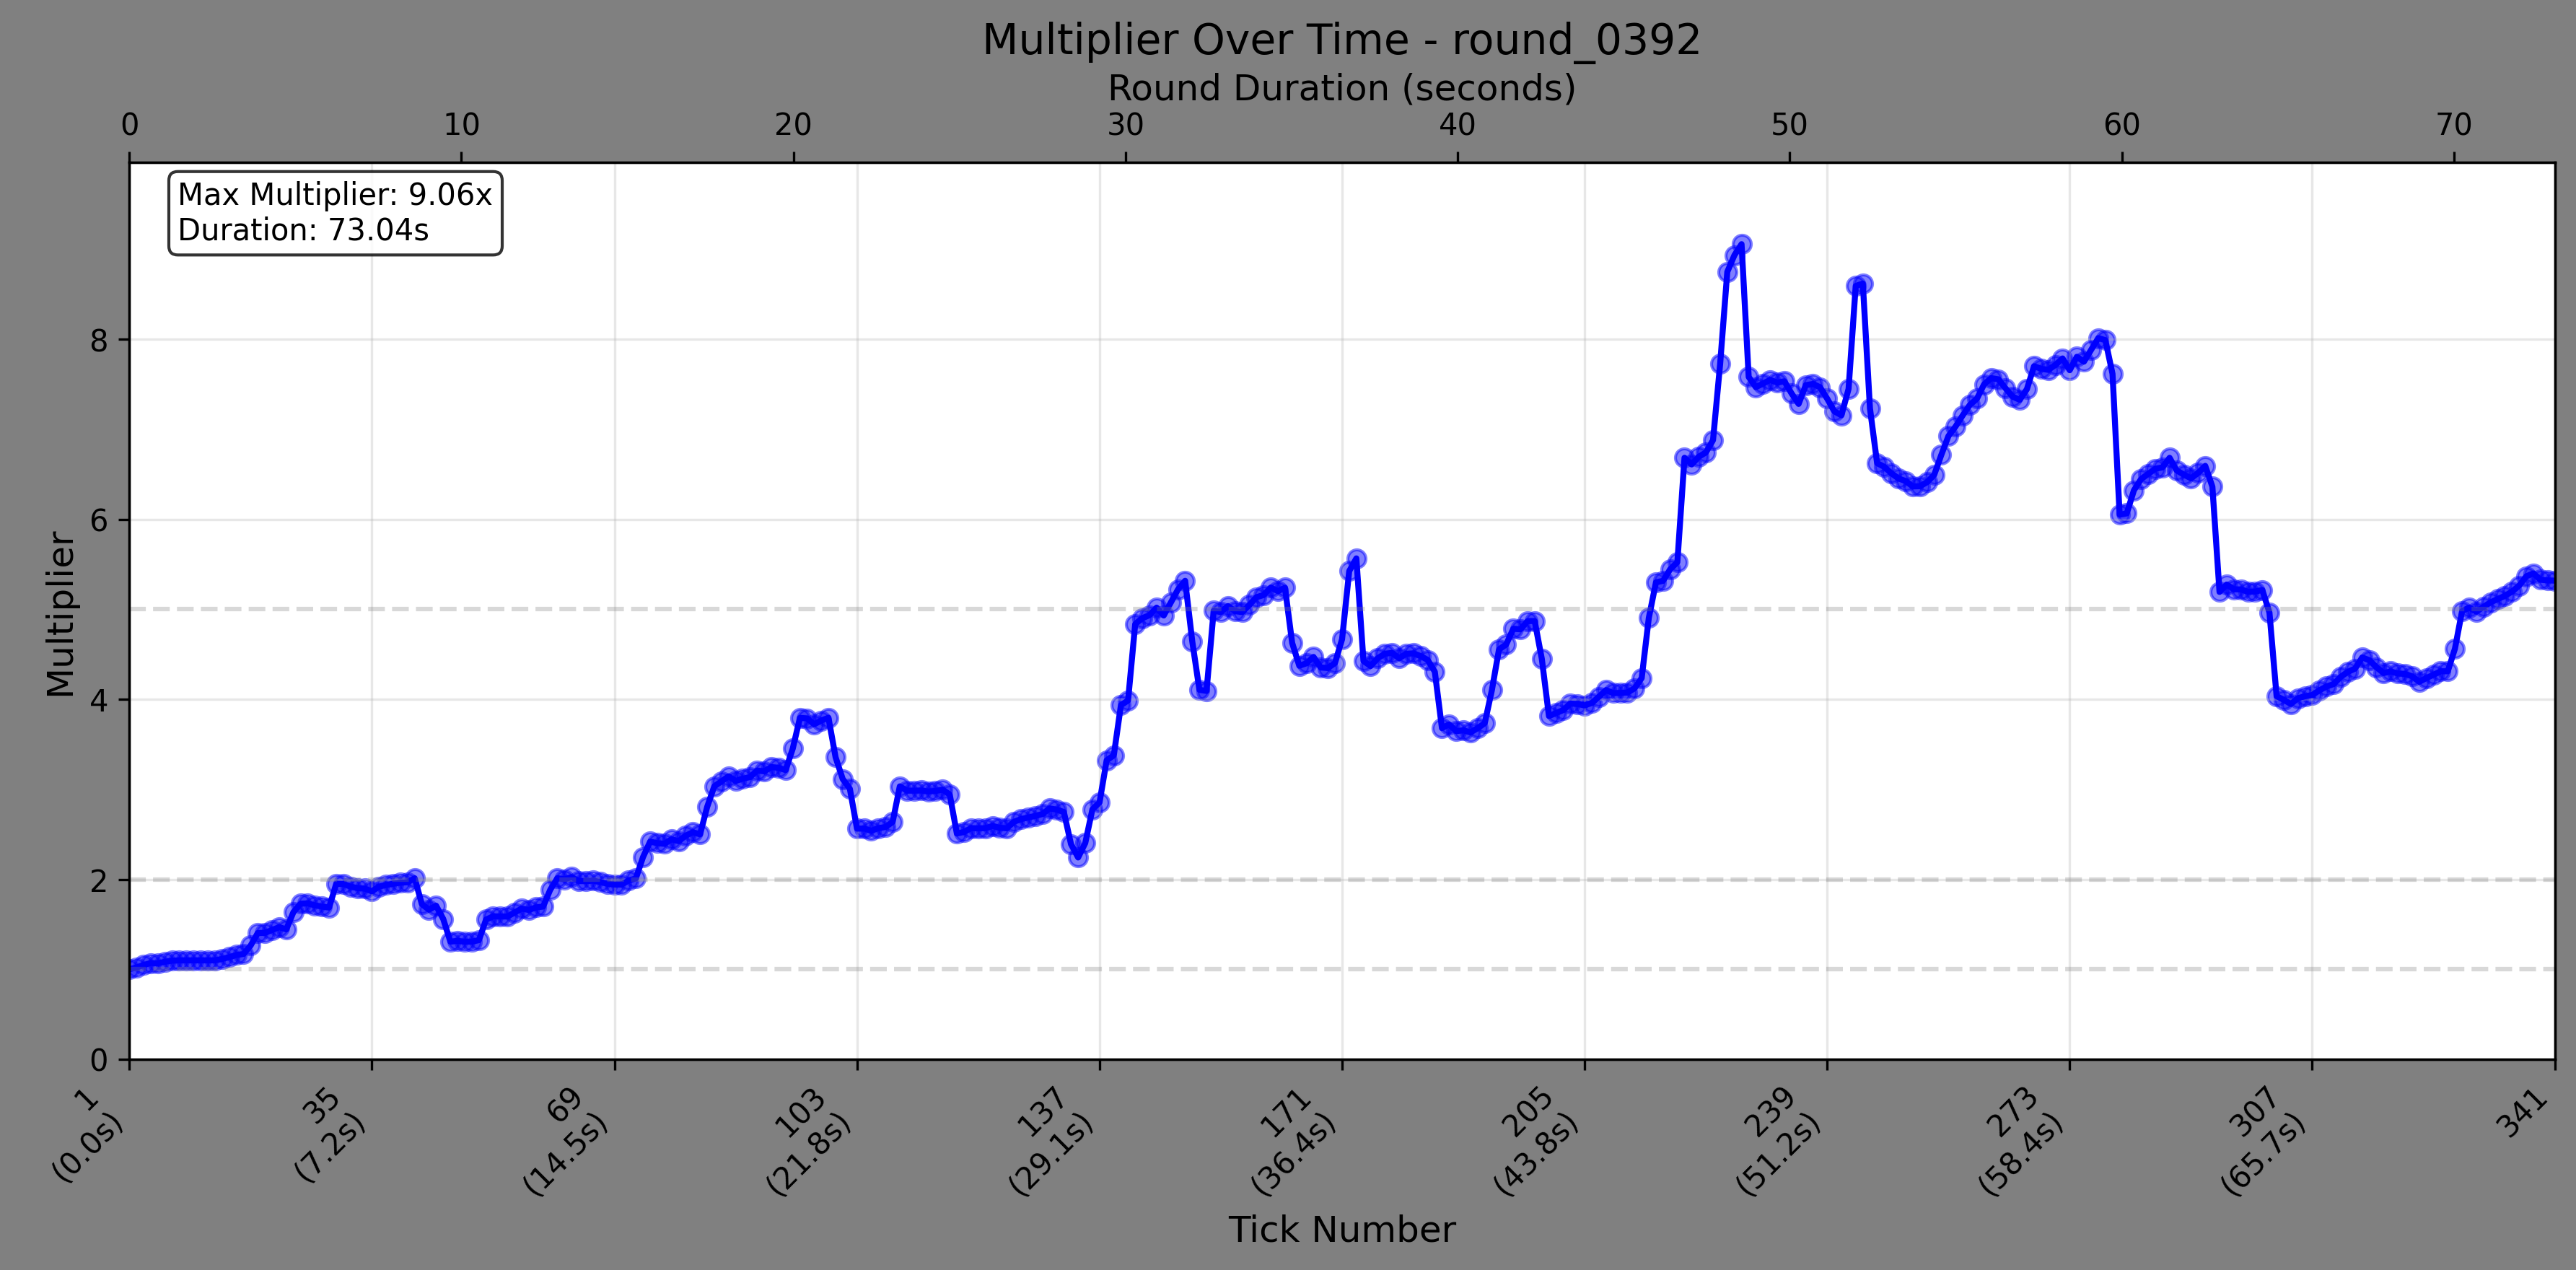 Multiplier Over Time - round_0392
Round Duration (seconds)
0 10 20 30 40 50 60 70
Max Multiplier: 9.06x
Duration: 73.04s
Multiplier
8
6
4
2
0
1
(0.0s)
35
(7.2s)
69
(14.5s)
103
(21.8s)
137
(29.1s)
171
(36.4s)
205
(43.8s)
239
(51.2s)
273
(58.4s)
307
(65.7s)
341
Tick Number